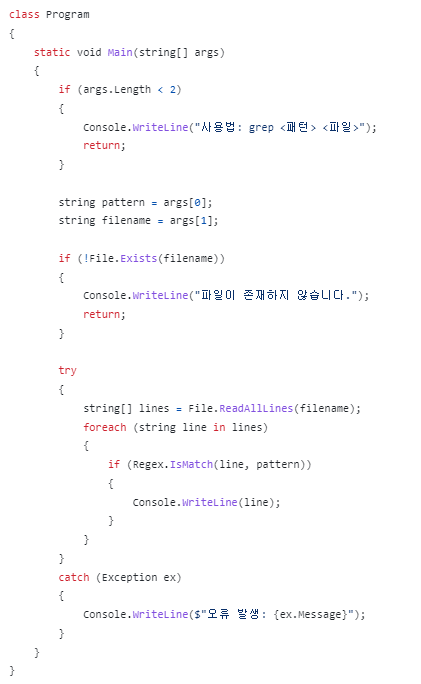 class Program
{
    static void Main(string[] args)
    {
        if (args.Length < 2)
        {
            Console.WriteLine("사용법: grep <패턴> <파일>");
            return;
        }

        string pattern = args[0];
        string filename = args[1];

        if (!File.Exists(filename))
        {
            Console.WriteLine("파일이 존재하지 않습니다.");
            return;
        }

        try
        {
            string[] lines = File.ReadAllLines(filename);
            foreach (string line in lines)
            {
                if (Regex.IsMatch(line, pattern))
                {
                    Console.WriteLine(line);
                }
            }
        }
        catch (Exception ex)
        {
            Console.WriteLine($"오류 발생: {ex.Message}");
        }
    }
}